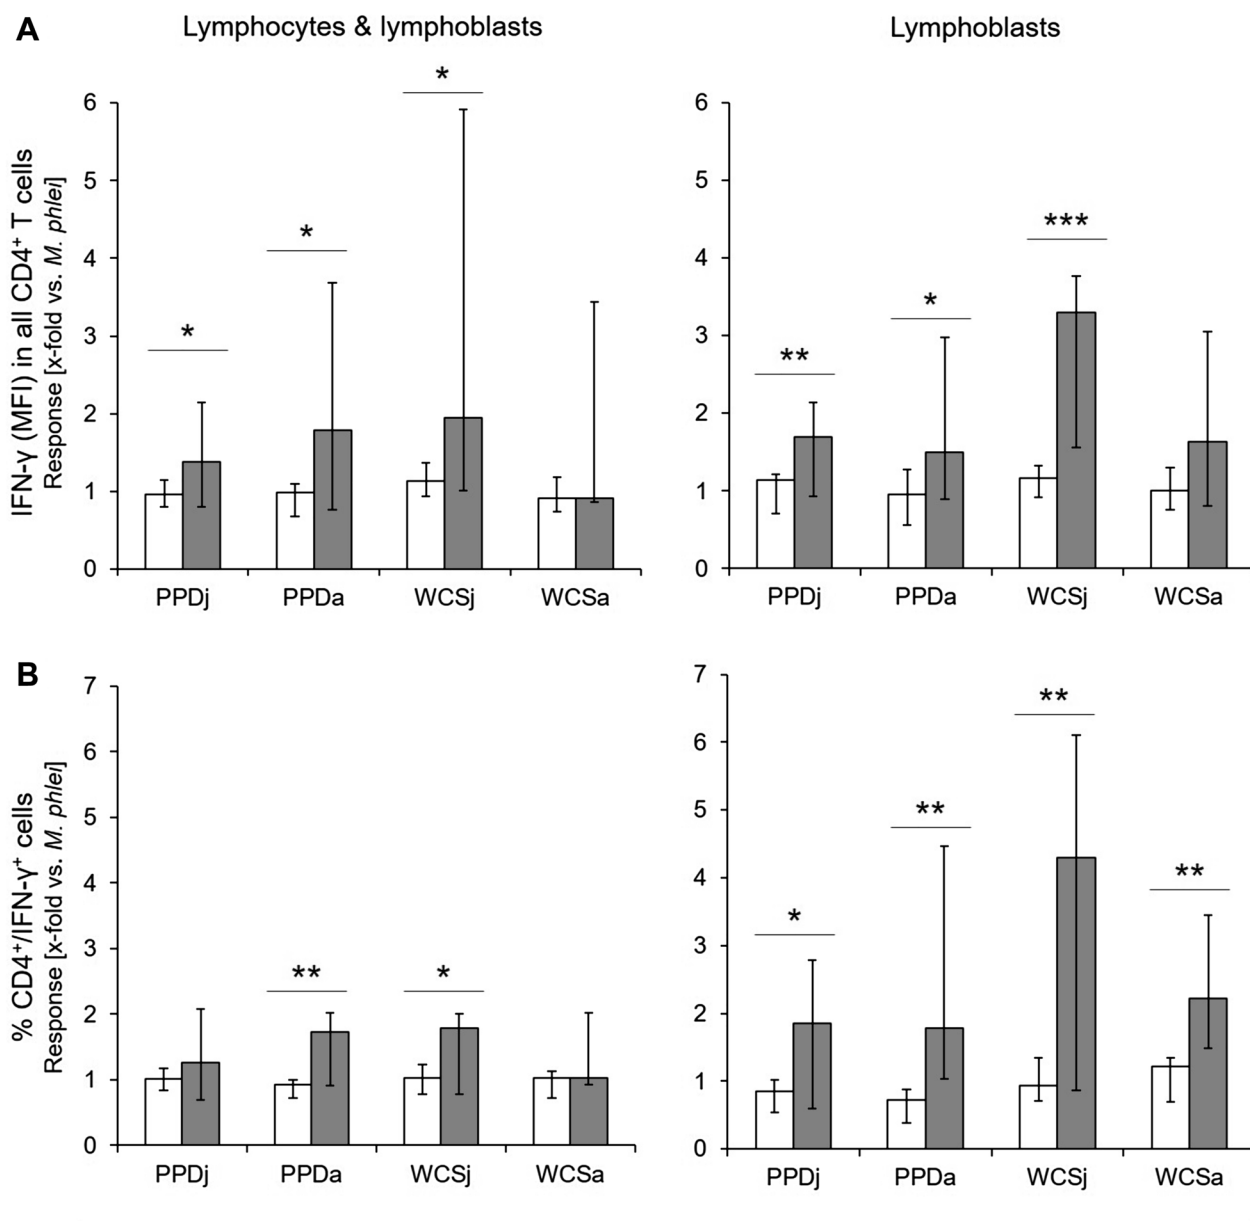 A
Lymphocytes & lymphoblasts
Lymphoblasts
IFN-γ (MFI) in all CD4⁺ T cells
Response [x-fold vs. M. phlei]
6
5
4
3
2
1
0
*
*
*
PPDj
PPDa
WCSj
WCSa
6
5
4
3
2
1
0
**
*
***
PPDj
PPDa
WCSj
WCSa
B
% CD4⁺/IFN-γ⁺ cells
Response [x-fold vs. M. phlei]
7
6
5
4
3
2
1
0
**
*
PPDj
PPDa
WCSj
WCSa
7
6
5
4
3
2
1
0
*
**
**
**
PPDj
PPDa
WCSj
WCSa